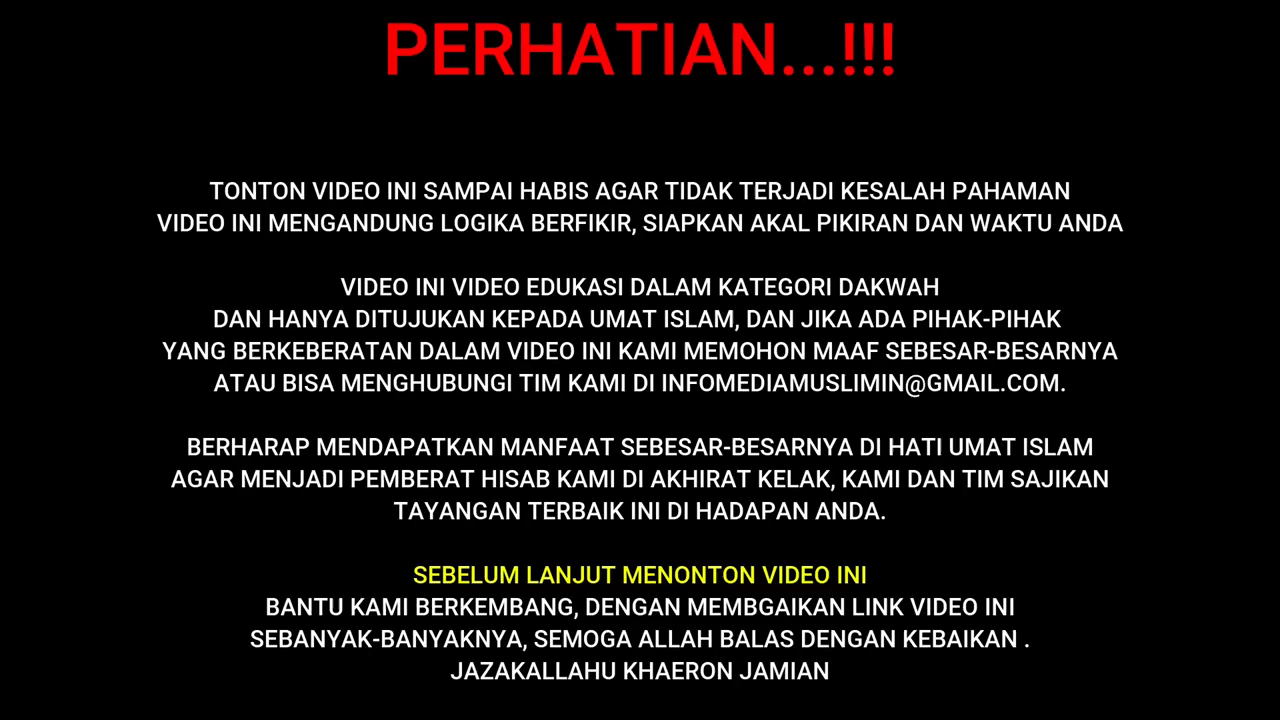 PERHATIAN...!!!
TONTON VIDEO INI SAMPAI HABIS AGAR TIDAK TERJADI KESALAH PAHAMAN
VIDEO INI MENGANDUNG LOGIKA BERFIKIR, SIAPKAN AKAL PIKIRAN DAN WAKTU ANDA
VIDEO INI VIDEO EDUKASI DALAM KATEGORI DAKWAH
DAN HANYA DITUJUKAN KEPADA UMAT ISLAM, DAN JIKA ADA PIHAK-PIHAK
YANG BERKEBERATAN DALAM VIDEO INI KAMI MEMOHON MAAF SEBESAR-BESARNYA
ATAU BISA MENGHUBUNGI TIM KAMI DI INFOMEDIAMUSLIMIN@GMAIL.COM.
BERHARAP MENDAPATKAN MANFAAT SEBESAR-BESARNYA DI HATI UMAT ISLAM
AGAR MENJADI PEMBERAT HISAB KAMI DI AKHIRAT KELAK, KAMI DAN TIM SAJIKAN
TAYANGAN TERBAIK INI DI HADAPAN ANDA.
SEBELUM LANJUT MENONTON VIDEO INI
BANTU KAMI BERKEMBANG, DENGAN MEMBGAIKAN LINK VIDEO INI
SEBANYAK-BANYAKNYA, SEMOGA ALLAH BALAS DENGAN KEBAIKAN .
JAZAKALLAHU KHAERON JAMIAN